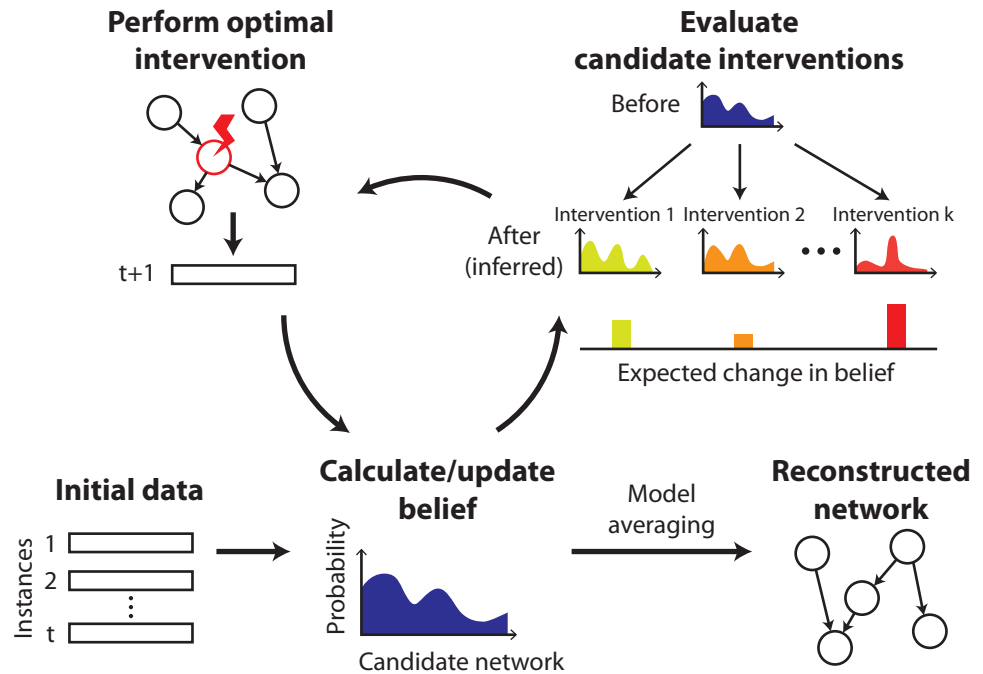 Perform optimal
intervention
t+1
Evaluate
candidate interventions
Before
Intervention 1
Intervention 2
Intervention k
After
(inferred)
Expected change in belief
Initial data
Instances
1
2
t
Calculate/update
belief
Probability
Candidate network
Model
averaging
Reconstructed
network